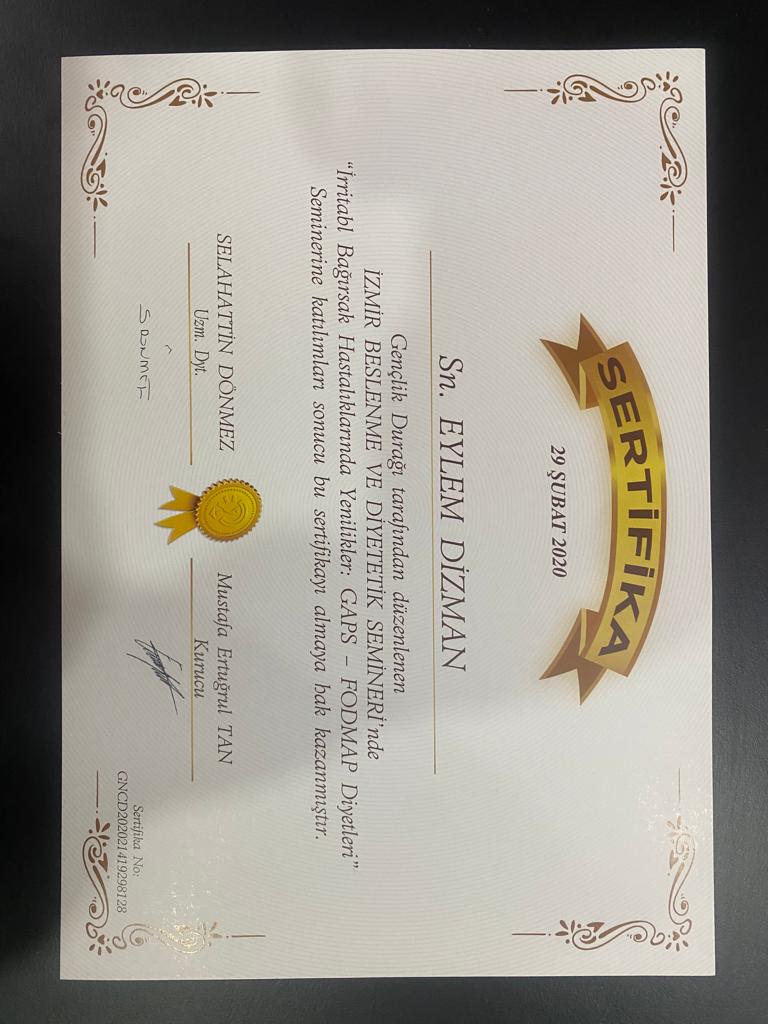 SERTİFİKA
29 ŞUBAT 2020
Sn. EYLEM DİZMAN
Gençlik Durağı tarafından düzenlenen
İZMİR BESLENME VE DİYETETİK SEMİNERİ'nde
“İrritabl Bağırsak Hastalıklarında Yenilikler: GAPS – FODMAP Diyetleri”
Seminerine katılımları sonucu bu sertifikayı almaya hak kazanmıştır.
SELAHATTİN DÖNMEZ
Uzm. Dyt.
Mustafa Ertuğrul TAN
Kurucu
Sertifika No:
GNCD202021419298128